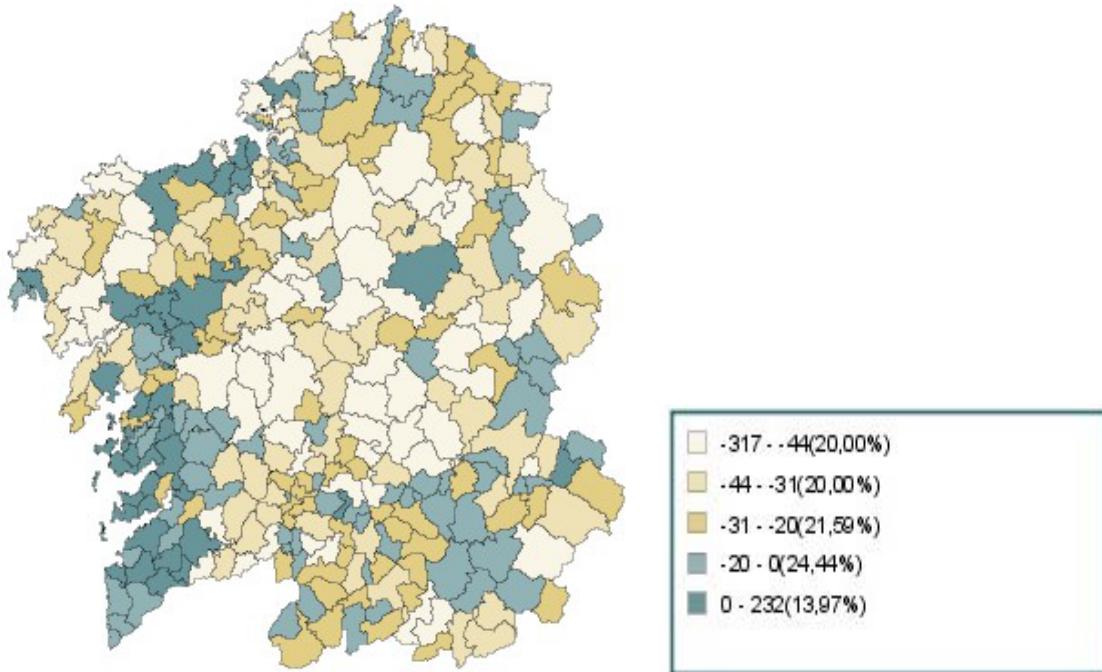 -317 - -44(20,00%)
-44 - -31(20,00%)
-31 - -20(21,59%)
-20 - 0(24,44%)
0 - 232(13,97%)